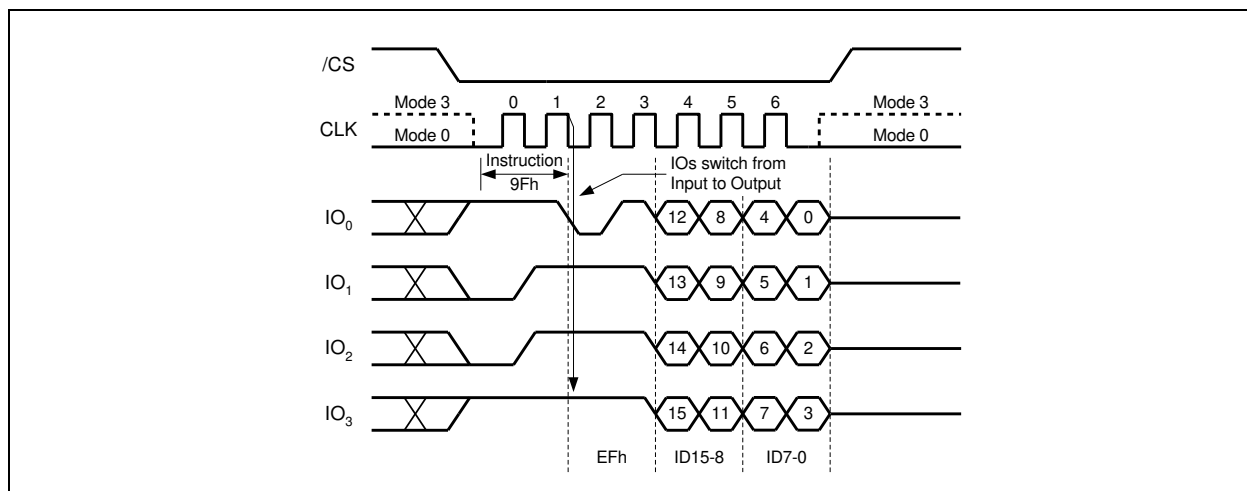 /CS
Mode 3 0 1 2 3 4 5 6 Mode 3
CLK
Mode 0 Mode 0
Instruction
9Fh
IOs switch from
Input to Output
IO0 12 8 4 0
IO1 13 9 5 1
IO2 14 10 6 2
IO3 15 11 7 3
EFh ID15-8 ID7-0